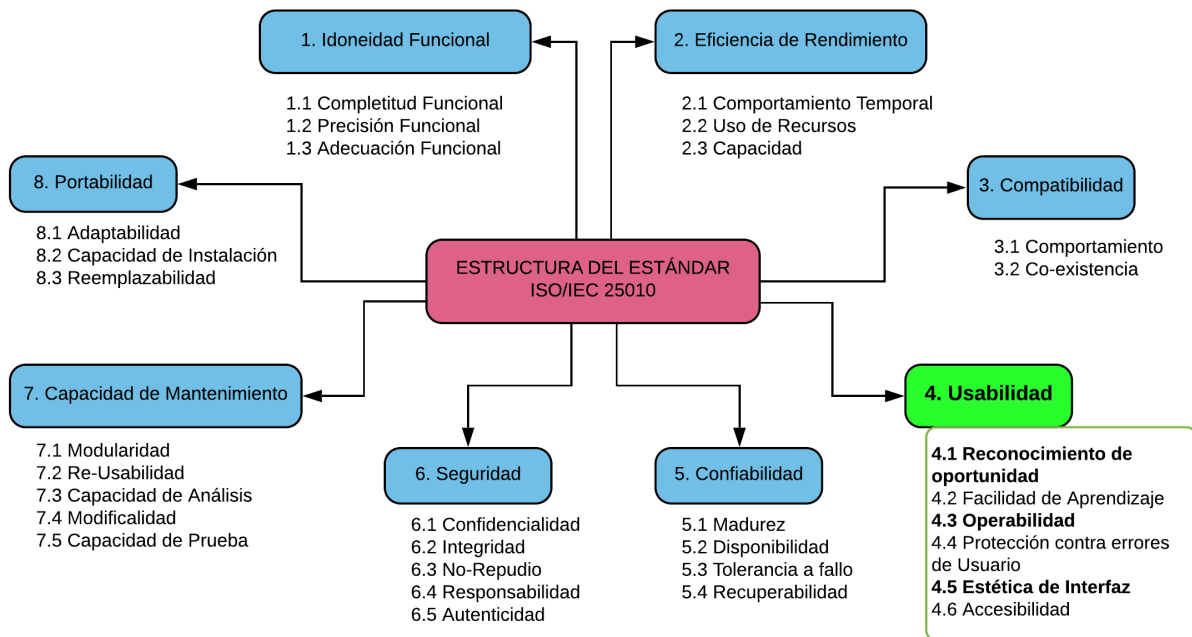 1. Idoneidad Funcional
1.1 Completitud Funcional
1.2 Precisión Funcional
1.3 Adecuación Funcional
2. Eficiencia de Rendimiento
2.1 Comportamiento Temporal
2.2 Uso de Recursos
2.3 Capacidad
8. Portabilidad
8.1 Adaptabilidad
8.2 Capacidad de Instalación
8.3 Reemplazabilidad
3. Compatibilidad
3.1 Comportamiento
3.2 Co-existencia
ESTRUCTURA DEL ESTÁNDAR
ISO/IEC 25010
7. Capacidad de Mantenimiento
7.1 Modularidad
7.2 Re-Usabilidad
7.3 Capacidad de Análisis
7.4 Modificalidad
7.5 Capacidad de Prueba
6. Seguridad
6.1 Confidencialidad
6.2 Integridad
6.3 No-Repudio
6.4 Responsabilidad
6.5 Autenticidad
5. Confiabilidad
5.1 Madurez
5.2 Disponibilidad
5.3 Tolerancia a fallo
5.4 Recuperabilidad
4. Usabilidad
4.1 Reconocimiento de
oportunidad
4.2 Facilidad de Aprendizaje
4.3 Operabilidad
4.4 Protección contra errores
de Usuario
4.5 Estética de Interfaz
4.6 Accesibilidad